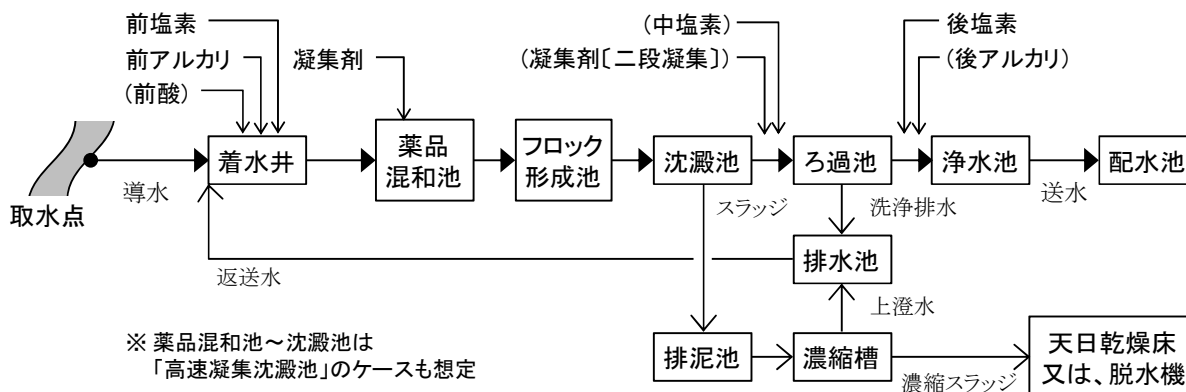 前塩素
前アルカリ
(前酸)
凝集剤
(中塩素)
(凝集剤〔二段凝集〕)
後塩素
(後アルカリ)
取水点
導水
着水井
薬品
混和池
フロック
形成池
沈澱池
ろ過池
浄水池
送水
配水池
スラッジ
洗浄排水
返送水
排水池
上澄水
排泥池
濃縮槽
濃縮スラッジ
天日乾燥床
又は、脱水機
※ 薬品混和池～沈澱池は
「高速凝集沈澱池」のケースも想定